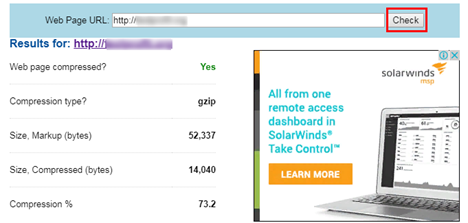 Web Page URL: http://
Check
Results for: http://
Web page compressed? Yes
Compression type? gzip
Size, Markup (bytes) 52,337
Size, Compressed (bytes) 14,040
Compression % 73.2
solarwinds
msp
All from one
remote access
dashboard in
SolarWinds®
Take Control™
LEARN MORE